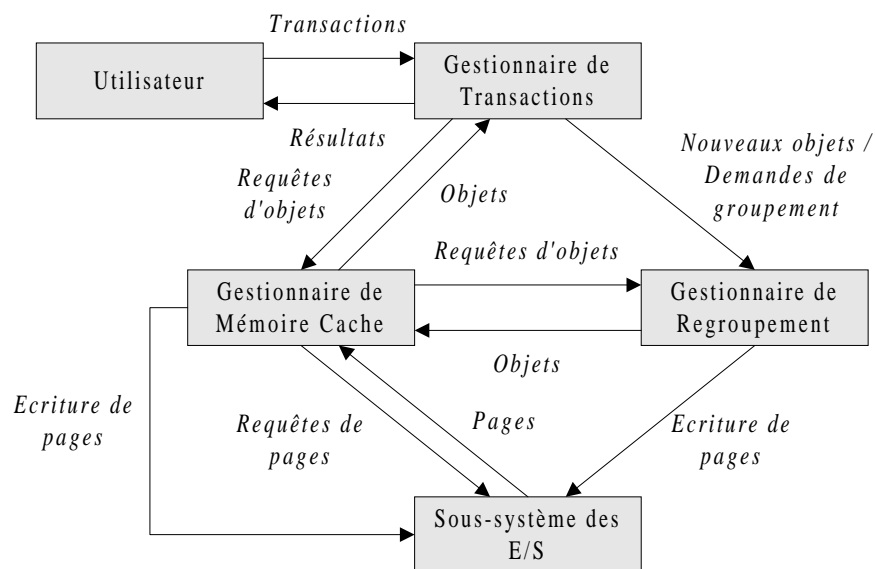 Transactions
Utilisateur
Gestionnaire de
Transactions
Résultats
Requêtes
d'objets
Objets
Nouveaux objets /
Demandes de
groupement
Requêtes d'objets
Gestionnaire de
Mémoire Cache
Gestionnaire de
Regroupement
Objets
Ecriture de
pages
Requêtes de
pages
Pages
Ecriture de
pages
Sous-système des
E/S